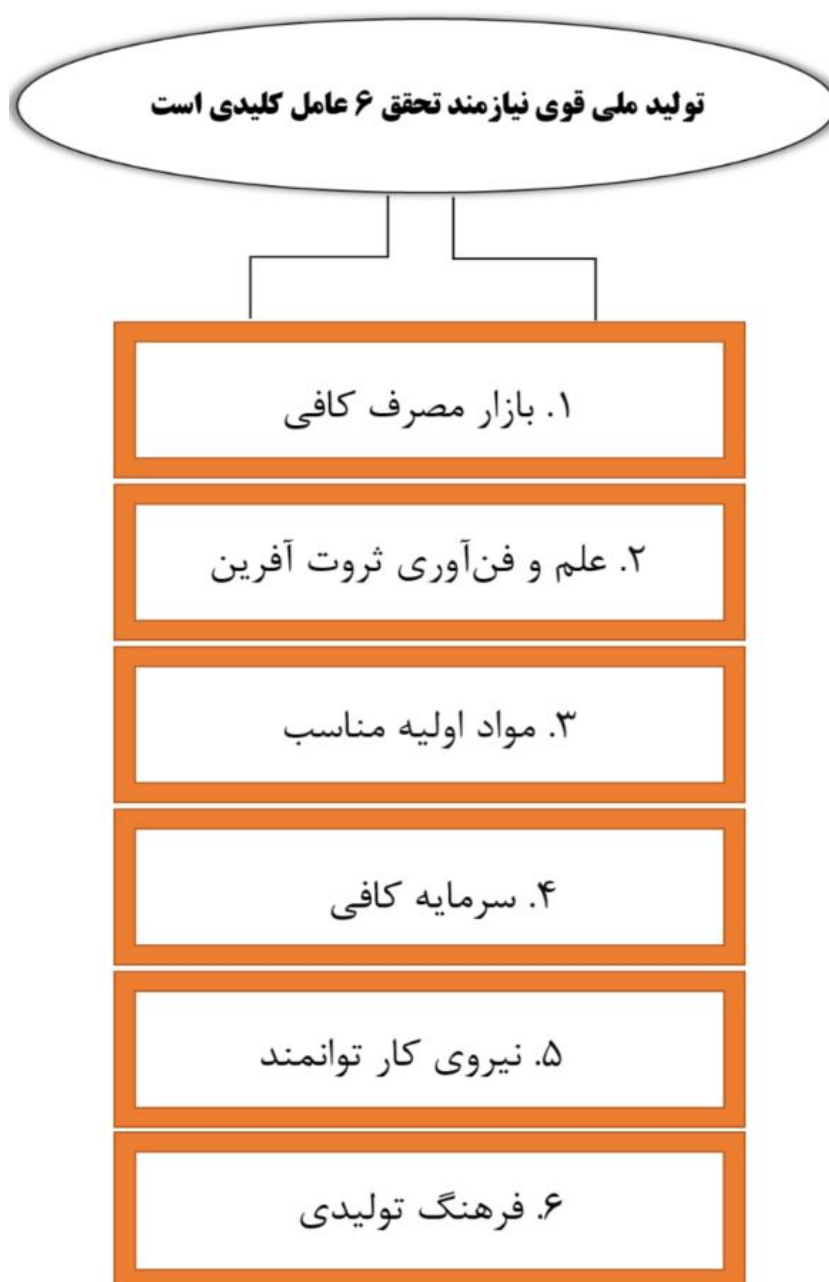 تولید ملی قوی نیازمند تحقق ۶ عامل کلیدی است
۱. بازار مصرف کافی
۲. علم و فن‌آوری ثروت آفرین
۳. مواد اولیه مناسب
۴. سرمایه کافی
۵. نیروی کار توانمند
۶. فرهنگ تولیدی